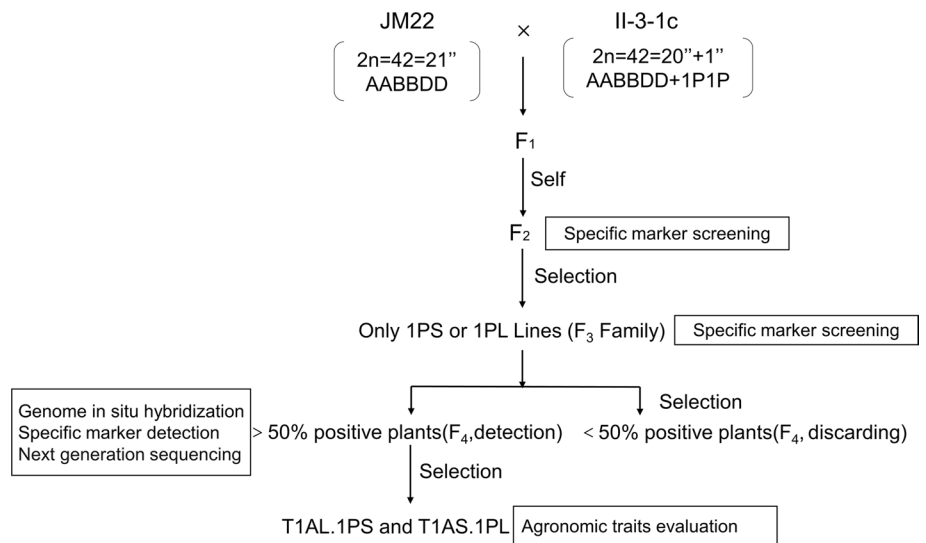 JM22 × II-3-1c
2n=42=21’’
AABBDD
2n=42=20’’+1’’
AABBDD+1P1P
F1
Self
F2
Specific marker screening
Selection
Only 1PS or 1PL Lines (F3 Family)
Specific marker screening
Genome in situ hybridization
Specific marker detection
Next generation sequencing
Selection
> 50% positive plants(F4,detection)
< 50% positive plants(F4, discarding)
Selection
T1AL.1PS and T1AS.1PL
Agronomic traits evaluation